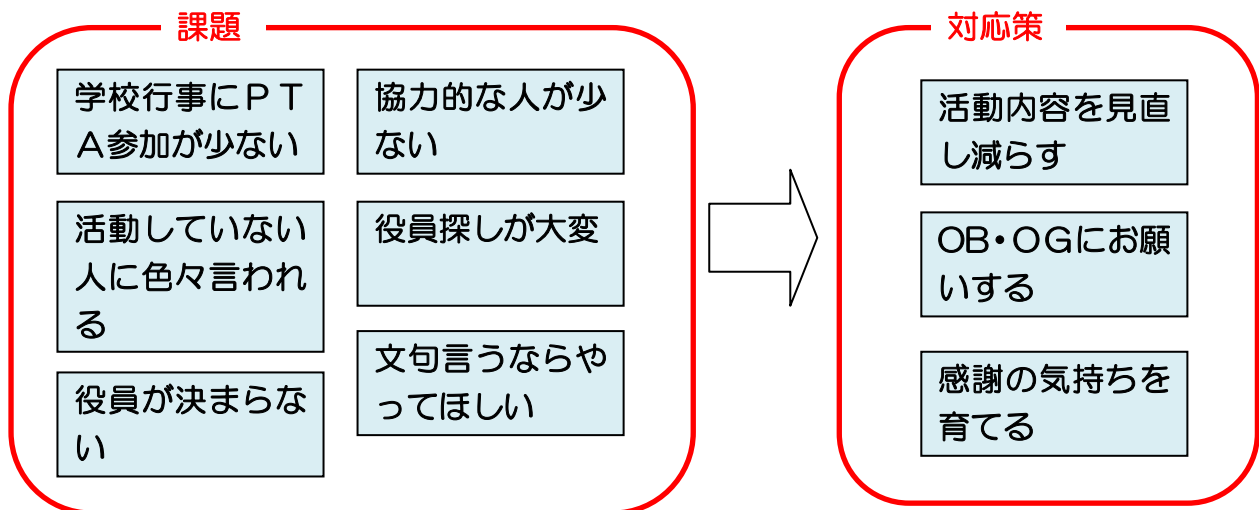 課題
学校行事にＰＴ
Ａ参加が少ない
活動していない
人に色々言われ
る
役員が決まらな
い
協力的な人が少
ない
役員探しが大変
文句言うならや
ってほしい
対応策
活動内容を見直
し減らす
OB・ＯＧにお願
いする
感謝の気持ちを
育てる